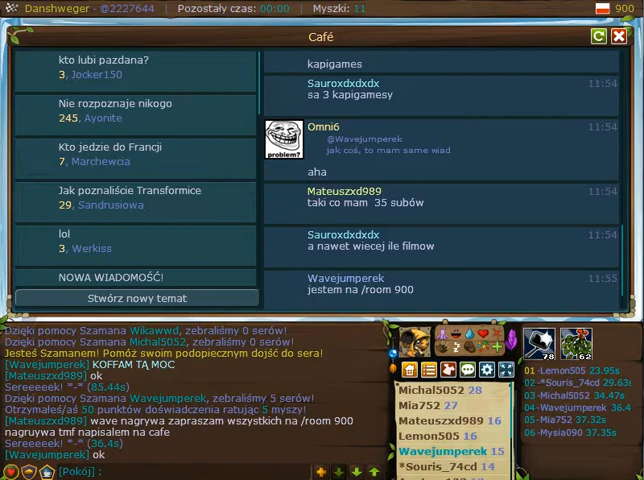 Danshweger - @2227644 | Pozostały czas: 00:00 | Myszki: 11
900
Café
kto lubi pazdana?
3, Jocker150
Nie rozpoznaje nikogo
245, Ayonite
Kto jedzie do Francji
7, Marchewcia
Jak poznaliście Transformice
29, Sandrusiowa
lol
3, Werkiss
NOWA WIADOMOŚĆ!
Stwórz nowy temat
kapigames
Sauroxdxdxdx 11:54
sa 3 kapigamesy
problem?
Omni6 11:54
@Wavejumperek
jak coś, to mam same wiad
aha
Mateuszxd989 11:54
taki co mam 35 subów
Sauroxdxdxdx 11:54
a nawet wiecej ile filmow
Wavejumperek 11:55
jestem na /room 900
Dzięki pomocy Szamana Wikawwd, zebraliśmy 0 serów!
Dzięki pomocy Szamana Michal5052, zebraliśmy 0 serów!
Jesteś Szamanem! Pomóż swoim podopiecznym dojść do sera!
[Wavejumperek] KOFFAM TĄ MOC
[Mateuszxd989] ok
Sereeeeek! *-* (85.44s)
Dzięki pomocy Szamana Wavejumperek, zebraliśmy 5 serów!
Otrzymałeś/aś 50 punktów doświadczenia ratując 5 myszy!
[Mateuszxd989] wave nagrywa zapraszam wszystkich na /room 900
nagruywa tmf napisalem na cafe
Sereeeeek! *-* (36.4s)
[Wavejumperek] ok
[Pokój] :
Michal5052 28
Mia752 27
Mateuszxd989 16
Lemon505 16
Wavejumperek 15
*Souris_74cd 14
78
62
01 -Lemon505 23.95s
02 -*Souris_74cd 29.63s
03 -Michal5052 34.47s
04 -Wavejumperek 36.4
05 -Mia752 37.32s
06 -Mysia090 37.35s